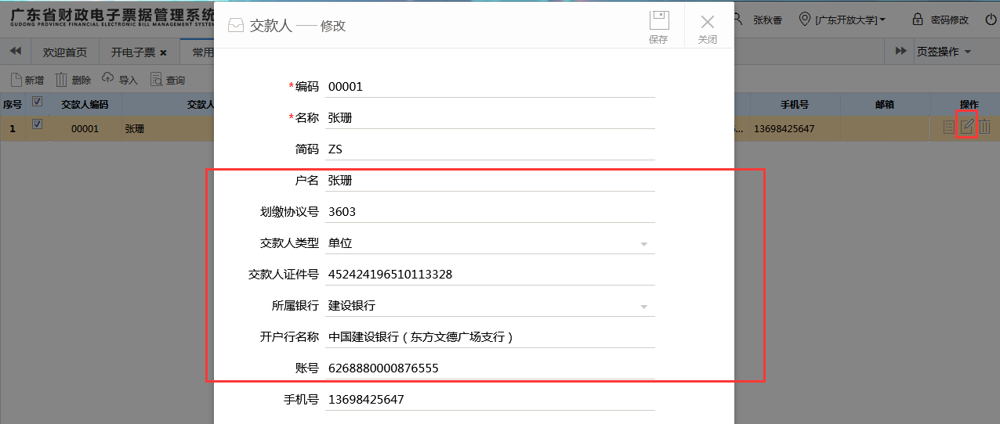 广东省财政电子票据管理系统
GUDONG PROVINCE FINANCIAL ELECTRONIC BILL MANAGEMENT SYSTEM
张秋香 [广东开放大学] 密码修改
欢迎首页 开电子票 × 常用 页签操作
新增 删除 导入 查询
序号 交款人编码 交款人 手机号 邮箱 操作
1 00001 张珊 ... 13698425647
交款人 —— 修改 保存 关闭
*编码 00001
*名称 张珊
简码 ZS
户名 张珊
划缴协议号 3603
交款人类型 单位
交款人证件号 452424196510113328
所属银行 建设银行
开户行名称 中国建设银行（东方文德广场支行）
账号 6268880000876555
手机号 13698425647